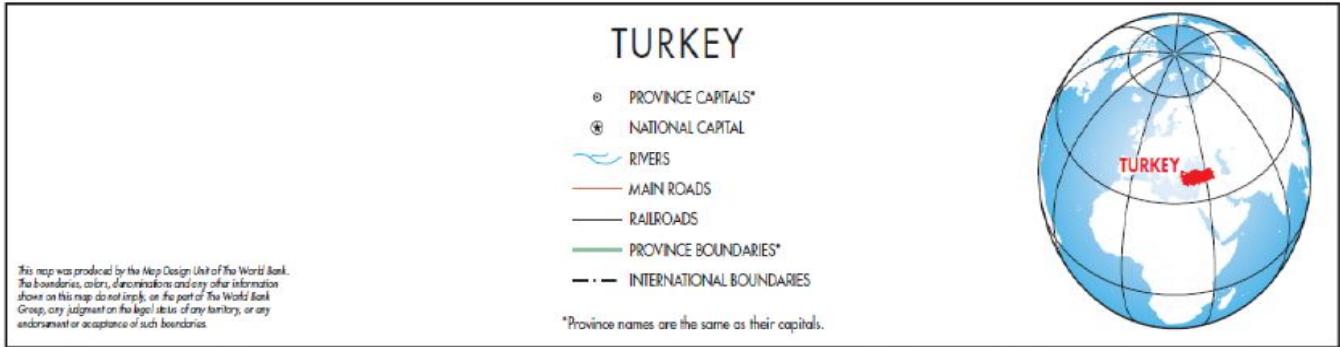 TURKEY
PROVINCE CAPITALS*
NATIONAL CAPITAL
RIVERS
MAIN ROADS
RAILROADS
PROVINCE BOUNDARIES*
INTERNATIONAL BOUNDARIES
*Province names are the same as their capitals.
This map was produced by the Map Design Unit of The World Bank.
The boundaries, colors, denominations and any other information
shown on this map do not imply, on the part of The World Bank
Group, any judgment on the legal status of any territory, or any
endorsement or acceptance of such boundaries.
TURKEY